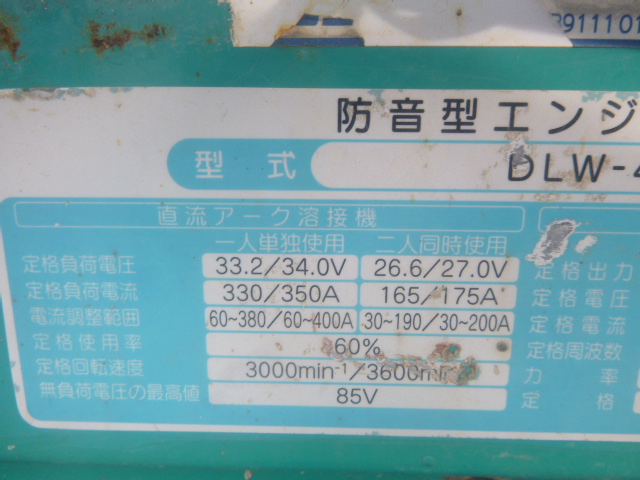 911101
防音型エンジ
型式 DLW-4
直流アーク溶接機
一人単独使用 二人同時使用
定格負荷電圧 33.2/34.0V 26.6/27.0V 定格出力
定格負荷電流 330/350A 165/175A 定格電圧
電流調整範囲 60~380/60~400A 30~190/30~200A 定格電流
定格使用率 60% 定格周波数
定格回転速度 3000min-¹/3600min 力率
無負荷電圧の最高値 85V 定格